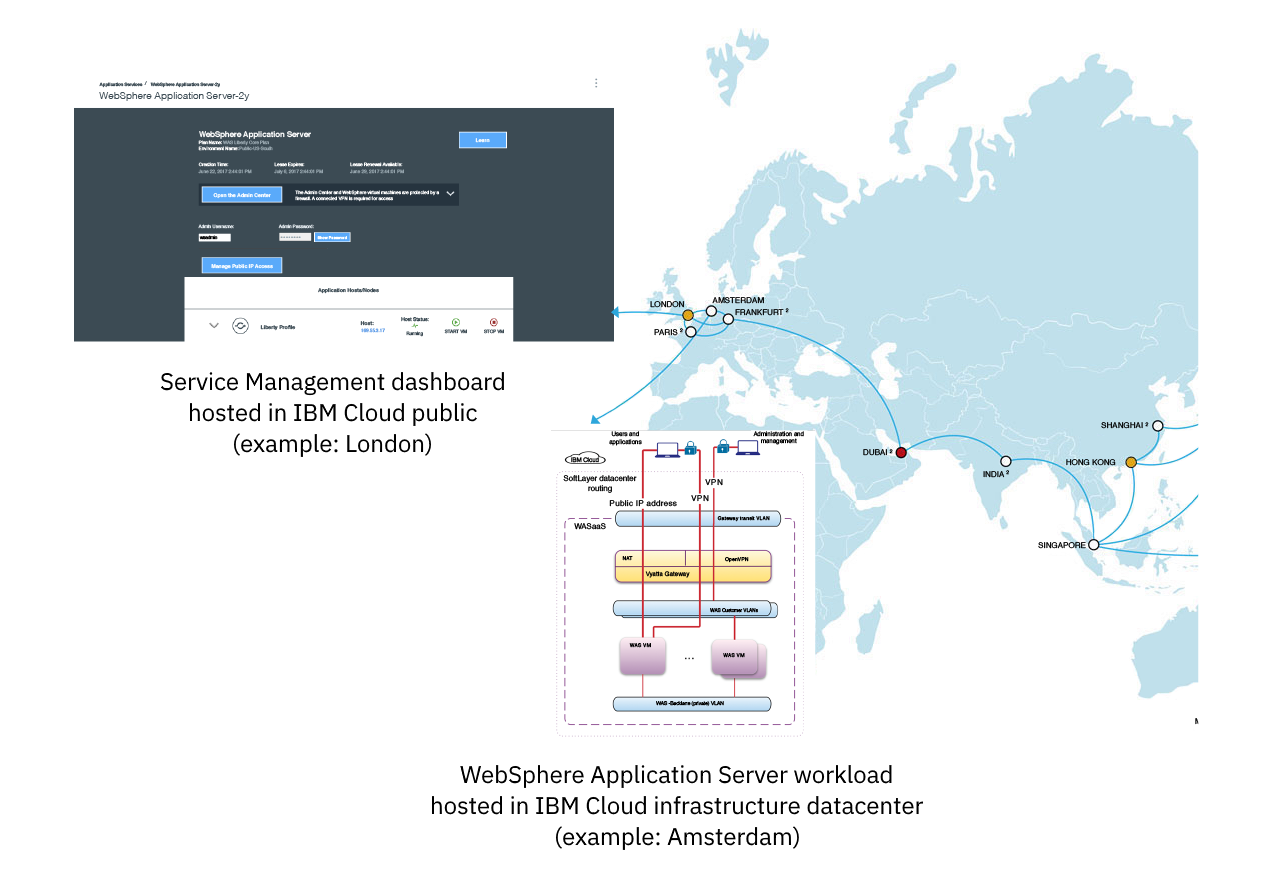 Application Services / WebSphere Application Server-2y
WebSphere Application Server-2y
WebSphere Application Server
Plan Name: WAS Liberty Core Plan
Environment Name: Public-US-South
Learn
Creation Time:
June 22, 2017 2:44:01 PM
Lease Expires:
July 6, 2017 2:44:01 PM
Lease Renewal Available:
June 29, 2017 2:44:01 PM
Open the Admin Center
The Admin Center and WebSphere virtual machines are protected by a
firewall. A connected VPN is required for access
Admin Username:
wsadmin
Admin Password:
Show Password
Manage Public IP Access
Application Hosts/Nodes
Liberty Profile
Host:
Host Status:
Running
START VM
STOP VM
Service Management dashboard
hosted in IBM Cloud public
(example: London)
LONDON
AMSTERDAM
FRANKFURT 2
PARIS 2
DUBAI 2
INDIA 2
SHANGHAI 2
HONG KONG
SINGAPORE
Users and
applications
Administration and
management
IBM Cloud
SoftLayer datacenter
routing
VPN
Public IP address
VPN
WASaaS
Gateway transit VLAN
NAT
OpenVPN
Vyatta Gateway
WAS Customer VLANs
WAS VM
...
WAS VM
WAS -Backplane (private) VLAN
WebSphere Application Server workload
hosted in IBM Cloud infrastructure datacenter
(example: Amsterdam)